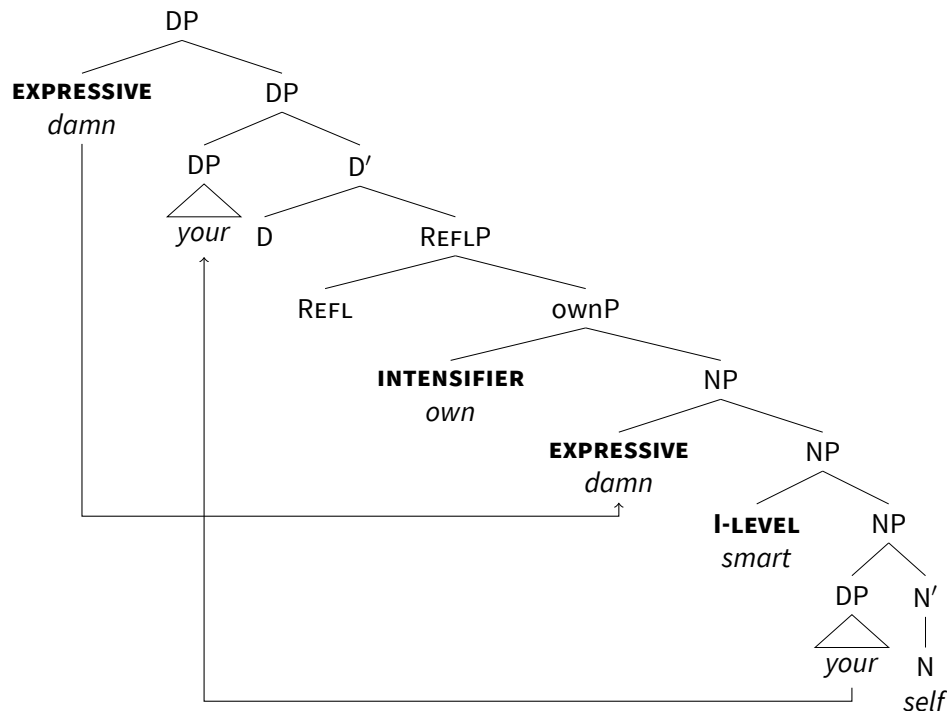 DP
EXPRESSIVE
damn
DP
DP
your
D′
D
REFLP
REFL
ownP
INTENSIFIER
own
NP
EXPRESSIVE
damn
NP
I-LEVEL
smart
NP
DP
your
N′
N
self